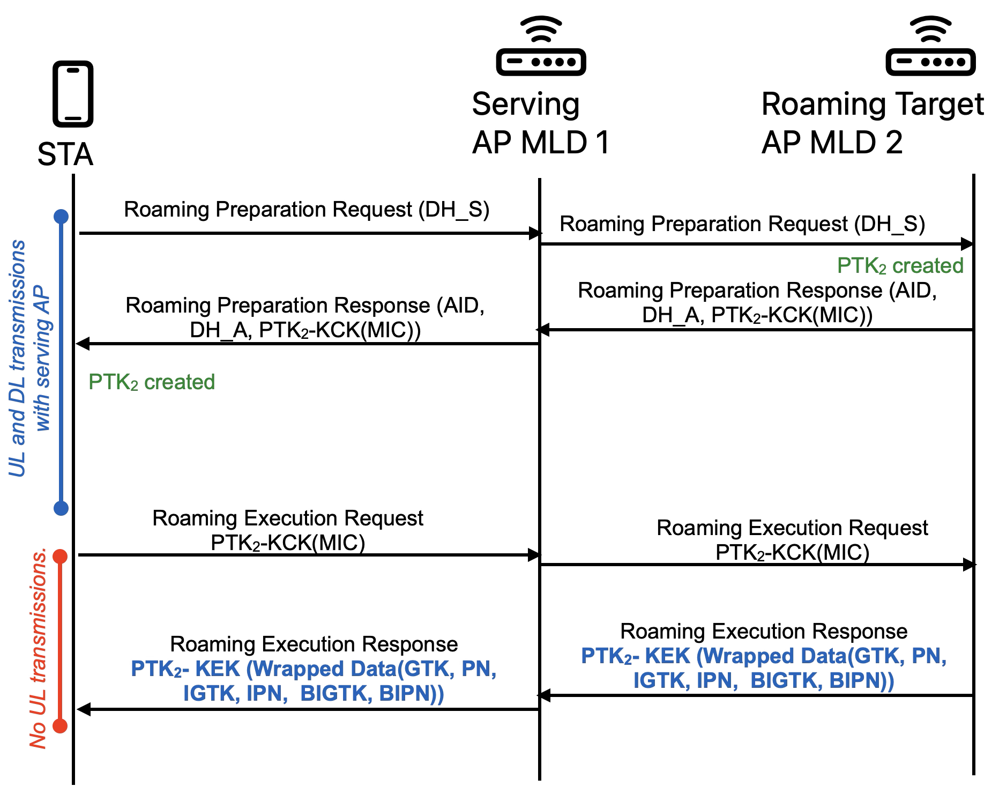 STA
Serving
AP MLD 1
Roaming Target
AP MLD 2
Roaming Preparation Request (DH_S)
Roaming Preparation Request (DH_S)
PTK₂ created
Roaming Preparation Response (AID,
DH_A, PTK₂-KCK(MIC))
Roaming Preparation Response (AID,
DH_A, PTK₂-KCK(MIC))
PTK₂ created
UL and DL transmissions
with serving AP
Roaming Execution Request
PTK₂-KCK(MIC)
Roaming Execution Request
PTK₂-KCK(MIC)
Roaming Execution Response
PTK₂- KEK (Wrapped Data(GTK, PN,
IGTK, IPN,  BIGTK, BIPN))
Roaming Execution Response
PTK₂- KEK (Wrapped Data(GTK, PN,
IGTK, IPN,  BIGTK, BIPN))
No UL transmissions.